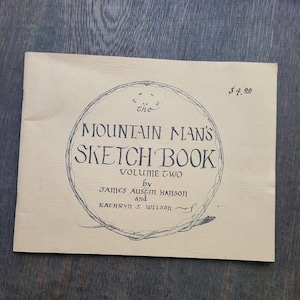 $4.00
the
MOUNTAIN MAN'S
SKETCH BOOK
VOLUME TWO
by
JAMES AUSTIN HANSON
and
KATHRYN J. WILSON